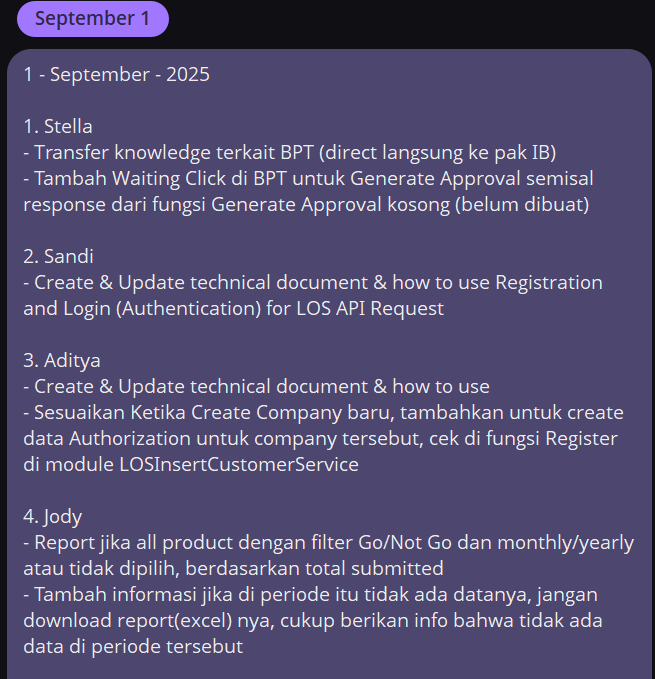 September 1
1 - September - 2025
1. Stella
- Transfer knowledge terkait BPT (direct langsung ke pak IB)
- Tambah Waiting Click di BPT untuk Generate Approval semisal
response dari fungsi Generate Approval kosong (belum dibuat)
2. Sandi
- Create & Update technical document & how to use Registration
and Login (Authentication) for LOS API Request
3. Aditya
- Create & Update technical document & how to use
- Sesuaikan Ketika Create Company baru, tambahkan untuk create
data Authorization untuk company tersebut, cek di fungsi Register
di module LOSInsertCustomerService
4. Jody
- Report jika all product dengan filter Go/Not Go dan monthly/yearly
atau tidak dipilih, berdasarkan total submitted
- Tambah informasi jika di periode itu tidak ada datanya, jangan
download report(excel) nya, cukup berikan info bahwa tidak ada
data di periode tersebut